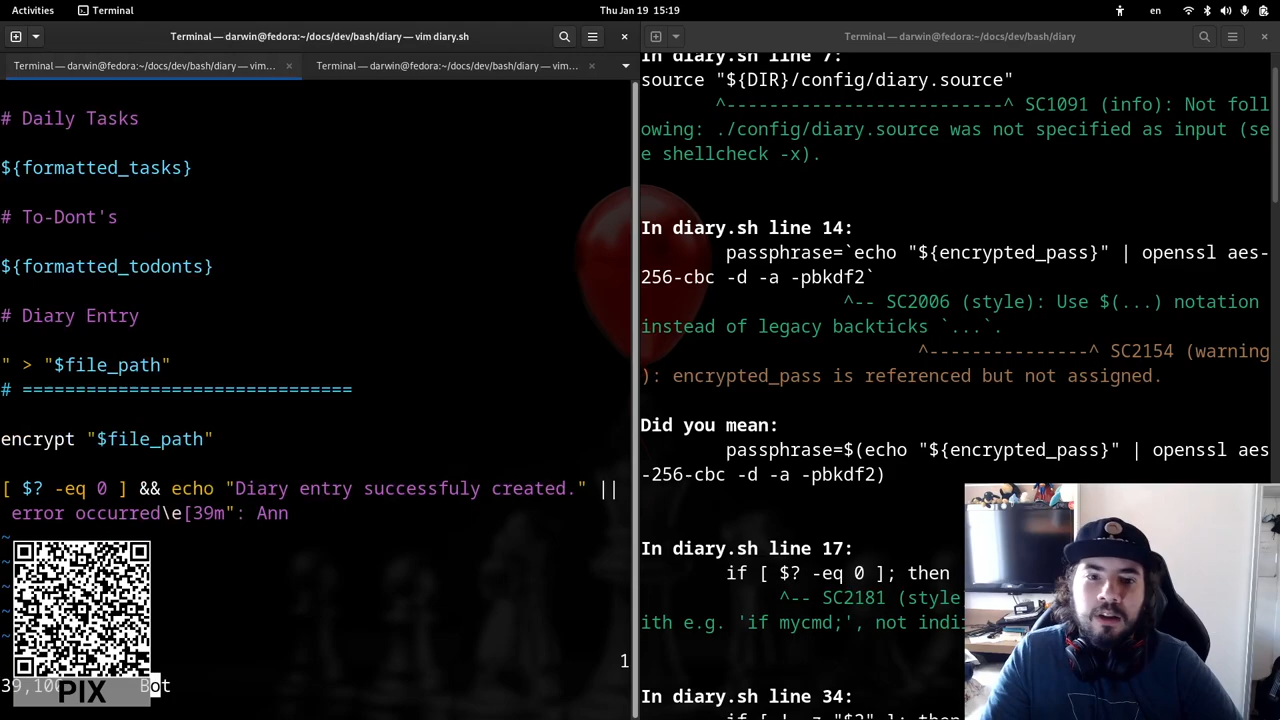 Activities
Terminal
Thu Jan 19 15:19
en
Terminal — darwin@fedora:~/docs/dev/bash/diary — vim diary.sh
Terminal — darwin@fedora:~/docs/dev/bash/diary — vim…
Terminal — darwin@fedora:~/docs/dev/bash/diary — vim…
# Daily Tasks
${formatted_tasks}
# To-Dont's
${formatted_todonts}
# Diary Entry
" > "$file_path"
# ===============================
encrypt "$file_path"
[ $? -eq 0 ] && echo "Diary entry successfuly created." ||
error occurred\e[39m": Ann
~
~
~
~
~
1
39,10 Bot
PIX
Terminal — darwin@fedora:~/docs/dev/bash/diary
In diary.sh line 7:
source "${DIR}/config/diary.source"
^--------------------------^ SC1091 (info): Not foll
owing: ./config/diary.source was not specified as input (se
e shellcheck -x).
In diary.sh line 14:
passphrase=`echo "${encrypted_pass}" | openssl aes-
256-cbc -d -a -pbkdf2`
^-- SC2006 (style): Use $(...) notation
instead of legacy backticks `...`.
^---------------^ SC2154 (warning
): encrypted_pass is referenced but not assigned.
Did you mean:
passphrase=$(echo "${encrypted_pass}" | openssl aes
-256-cbc -d -a -pbkdf2)
In diary.sh line 17:
if [ $? -eq 0 ]; then
^-- SC2181 (style
ith e.g. 'if mycmd;', not indi
In diary.sh line 34: